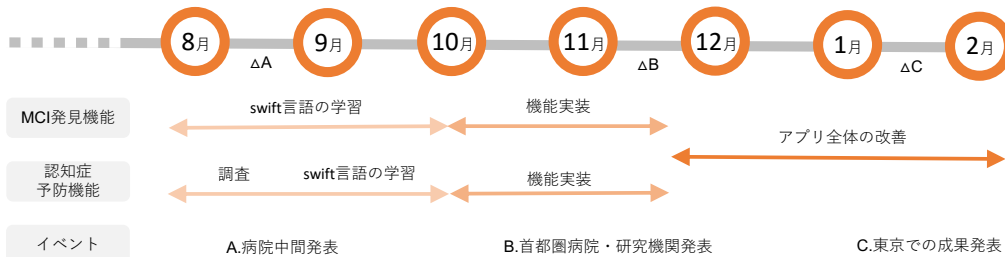 8月 9月 10月 11月 12月 1月 2月
△A △B △C
MCI発見機能
swift言語の学習 機能実装
アプリ全体の改善
認知症
予防機能
調査 swift言語の学習 機能実装
イベント A.病院中間発表 B.首都圏病院・研究機関発表 C.東京での成果発表